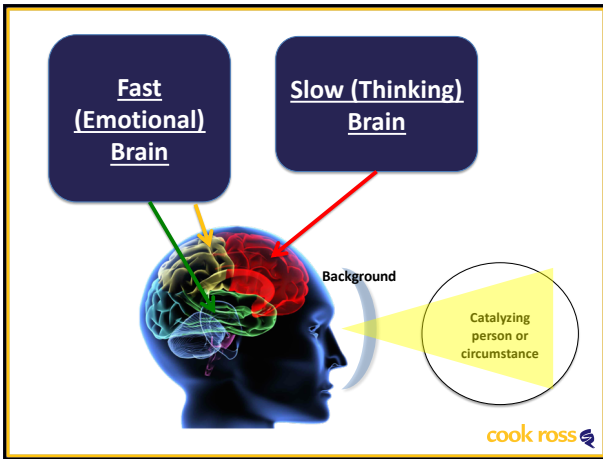 Fast
(Emotional)
Brain
Slow (Thinking)
Brain
Background
Catalyzing
person or
circumstance
cook ross